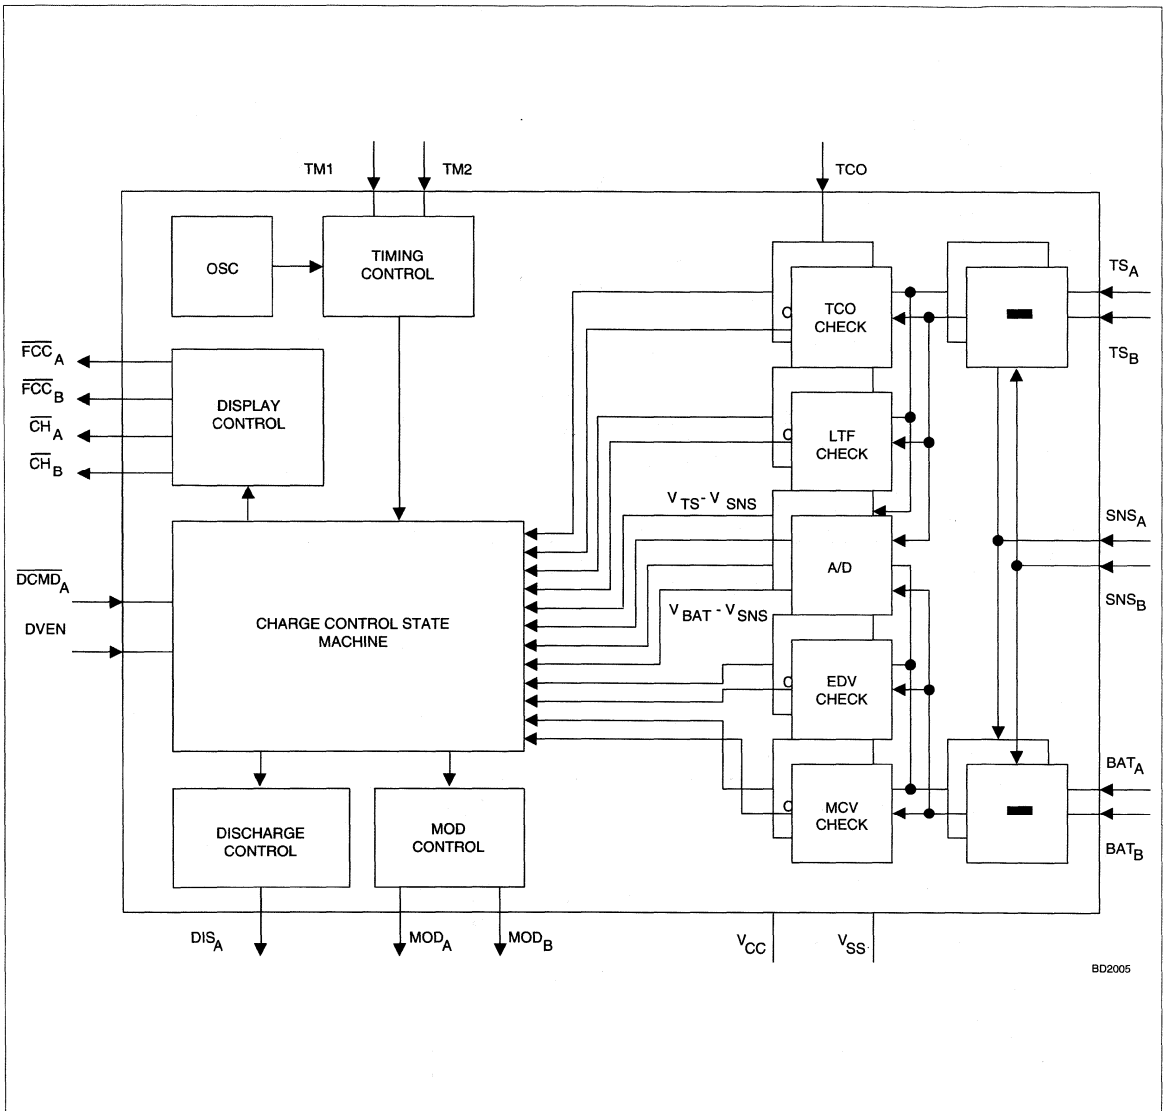 TM1
TM2
TCO
OSC
TIMING
CONTROL
TCO
CHECK
TS_A
TS_B
FCC_A
FCC_B
CH_A
CH_B
DISPLAY
CONTROL
LTF
CHECK
V_TS - V_SNS
SNS_A
SNS_B
A/D
DCMD_A
DVEN
CHARGE CONTROL STATE
MACHINE
V_BAT - V_SNS
EDV
CHECK
BAT_A
BAT_B
DISCHARGE
CONTROL
MOD
CONTROL
MCV
CHECK
DIS_A
MOD_A
MOD_B
V_CC
V_SS
BD2005